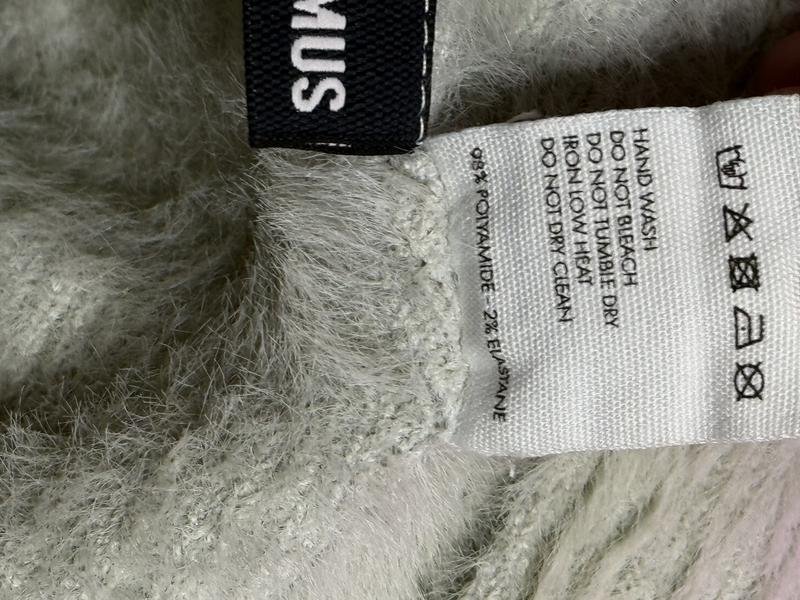 MUS
HAND WASH
DO NOT BLEACH
DO NOT TUMBLE DRY
IRON LOW HEAT
DO NOT DRY CLEAN
98% POLYAMIDE - 2% ELASTANE